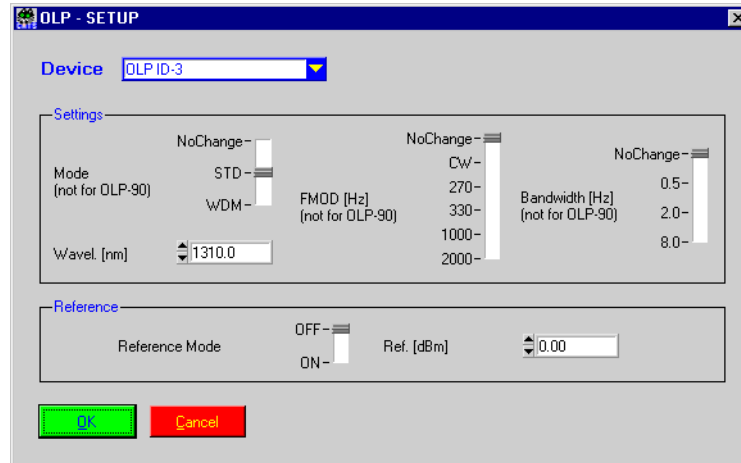 OLP - SETUP
Device OLP ID-3
Settings
Mode
(not for OLP-90)
NoChange
STD
WDM
Wavel. [nm] 1310.0
FMOD [Hz]
(not for OLP-90)
NoChange
CW
270
330
1000
2000
Bandwidth [Hz]
(not for OLP-90)
NoChange
0.5
2.0
8.0
Reference
Reference Mode
OFF
ON
Ref. [dBm] 0.00
OK
Cancel